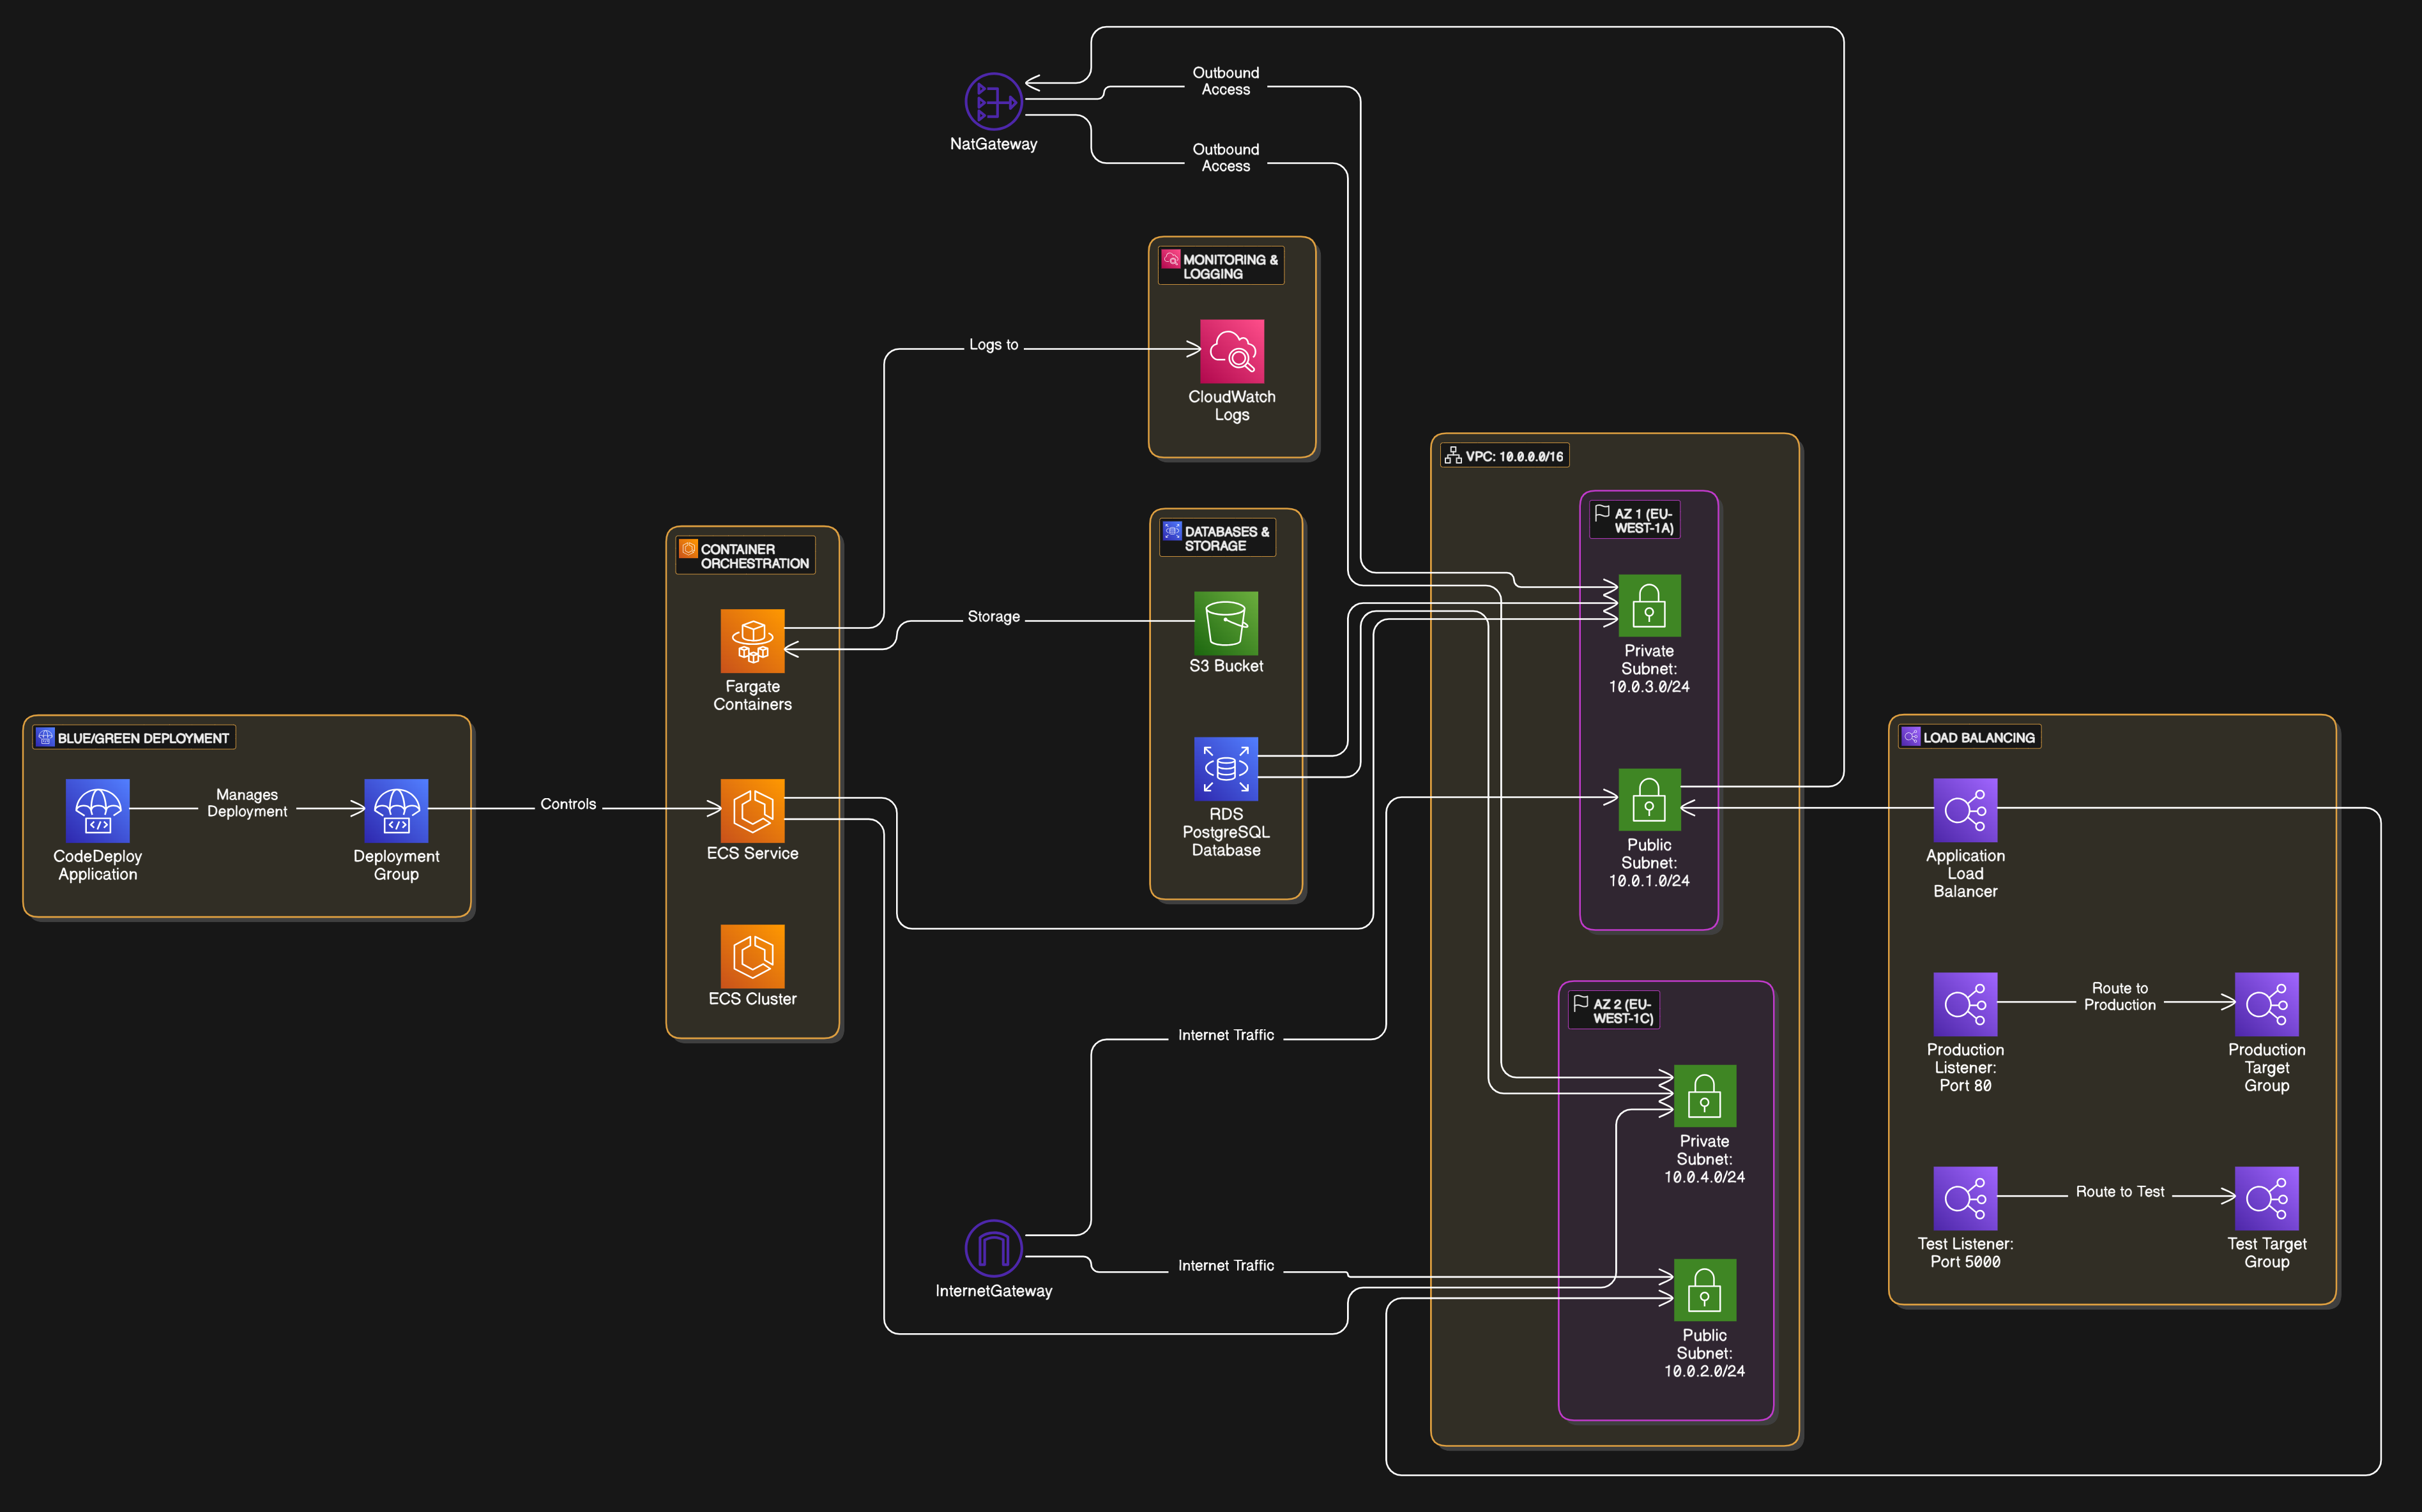 Outbound
Access
NatGateway
Outbound
Access
MONITORING &
LOGGING
Logs to
CloudWatch
Logs
VPC: 10.0.0.0/16
AZ 1 (EU-
WEST-1A)
DATABASES &
STORAGE
CONTAINER
ORCHESTRATION
Storage
S3 Bucket
Private
Subnet:
10.0.3.0/24
Fargate
Containers
BLUE/GREEN DEPLOYMENT
LOAD BALANCING
Manages
Deployment
Controls
CodeDeploy
Application
Deployment
Group
ECS Service
RDS
PostgreSQL
Database
Public
Subnet:
10.0.1.0/24
Application
Load
Balancer
ECS Cluster
AZ 2 (EU-
WEST-1C)
Route to
Production
Internet Traffic
Production
Listener:
Port 80
Production
Target
Group
Private
Subnet:
10.0.4.0/24
Route to Test
Test Listener:
Port 5000
Test Target
Group
Internet Traffic
InternetGateway
Public
Subnet:
10.0.2.0/24